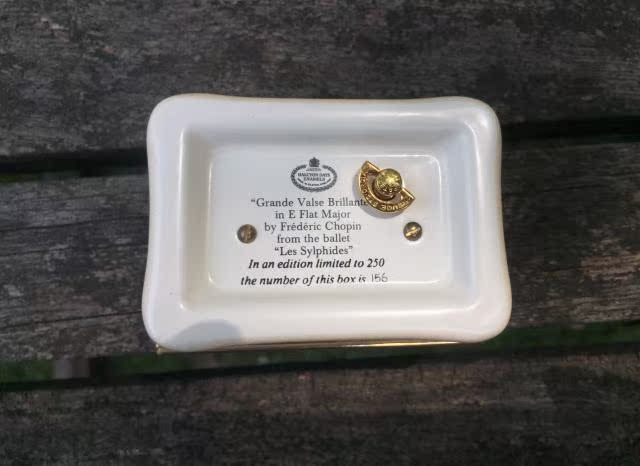 HALCYON DAYS
ENAMELS
"Grande Valse Brillante
in E Flat Major
by Frédéric Chopin
from the ballet
"Les Sylphides"
In an edition limited to 250
the number of this box is 156